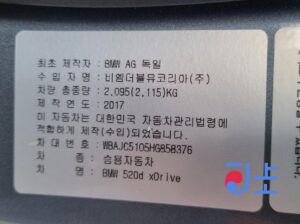 최초 제작자 : BMW AG 독일
수 입 자 명 : 비엠더블유코리아(주)
차량 총중량 : 2,095(2,115)KG
제 작 연 도 : 2017
이 자동차는 대한민국 자동차관리법령에
적합하게 제작(수입)되었습니다.
차 대 번 호 : WBAJC5105HG858376
차 종 : 승용자동차
차 명 : BMW 520d xDrive